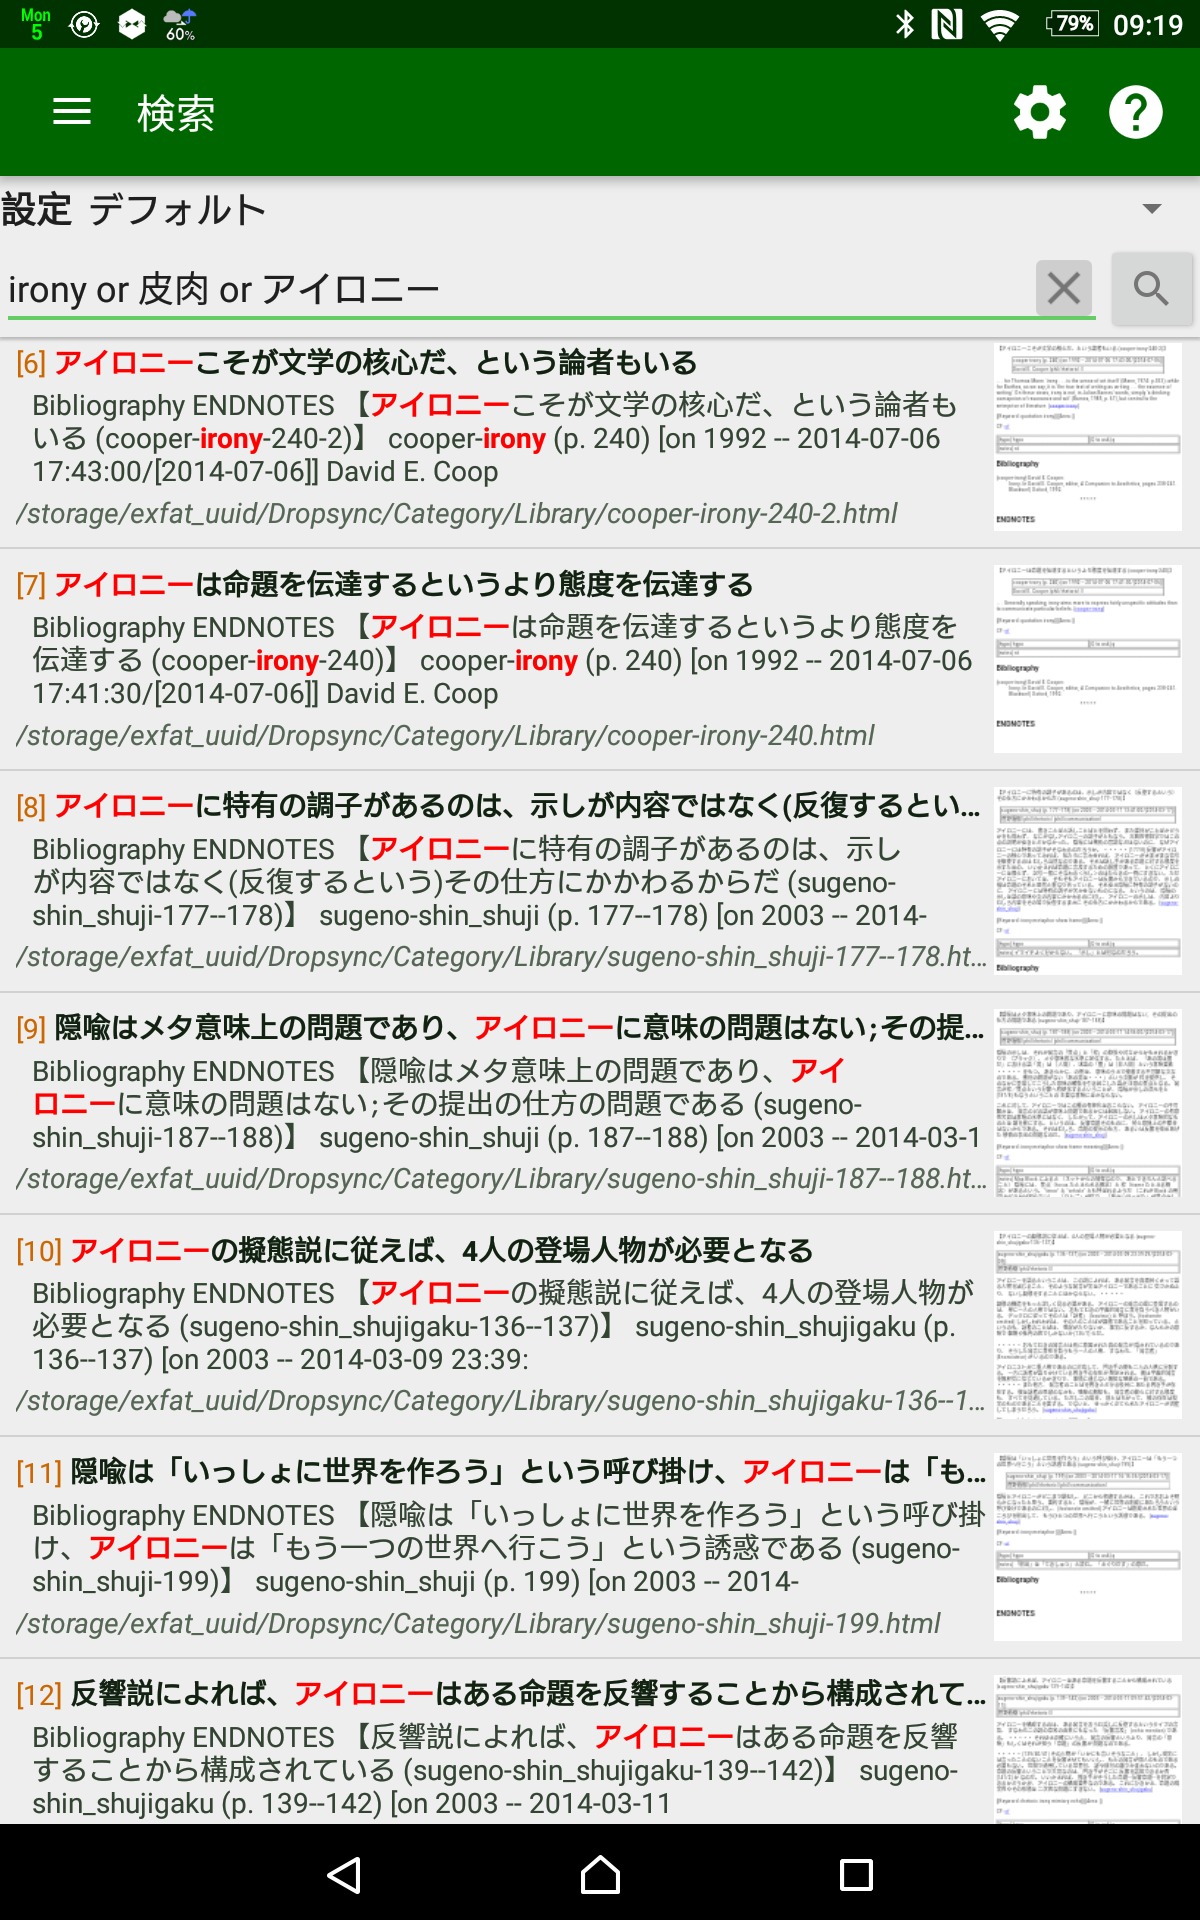 Mon
5
60%
79%
09:19
検索
設定 デフォルト
irony or 皮肉 or アイロニー
[6] アイロニーこそが文学の核心だ、という論者もいる
Bibliography ENDNOTES 【アイロニーこそが文学の核心だ、という論者も
いる (cooper-irony-240-2)】 cooper-irony (p. 240) [on 1992 -- 2014-07-06
17:43:00/[2014-07-06]] David E. Coop
/storage/exfat_uuid/Dropsync/Category/Library/cooper-irony-240-2.html
[7] アイロニーは命題を伝達するというより態度を伝達する
Bibliography ENDNOTES 【アイロニーは命題を伝達するというより態度を
伝達する (cooper-irony-240)】 cooper-irony (p. 240) [on 1992 -- 2014-07-06
17:41:30/[2014-07-06]] David E. Coop
/storage/exfat_uuid/Dropsync/Category/Library/cooper-irony-240.html
[8] アイロニーに特有の調子があるのは、示しが内容ではなく(反復するとい…
Bibliography ENDNOTES 【アイロニーに特有の調子があるのは、示し
が内容ではなく(反復するという)その仕方にかかわるからだ (sugeno-
shin_shuji-177--178)】 sugeno-shin_shuji (p. 177--178) [on 2003 -- 2014-
/storage/exfat_uuid/Dropsync/Category/Library/sugeno-shin_shuji-177--178.ht…
[9] 隠喩はメタ意味上の問題であり、アイロニーに意味の問題はない;その提…
Bibliography ENDNOTES 【隠喩はメタ意味上の問題であり、アイ
ロニーに意味の問題はない;その提出の仕方の問題である (sugeno-
shin_shuji-187--188)】 sugeno-shin_shuji (p. 187--188) [on 2003 -- 2014-03-1
/storage/exfat_uuid/Dropsync/Category/Library/sugeno-shin_shuji-187--188.ht…
[10] アイロニーの擬態説に従えば、4人の登場人物が必要となる
Bibliography ENDNOTES 【アイロニーの擬態説に従えば、4人の登場人物が
必要となる (sugeno-shin_shujigaku-136--137)】 sugeno-shin_shujigaku (p.
136--137) [on 2003 -- 2014-03-09 23:39:
/storage/exfat_uuid/Dropsync/Category/Library/sugeno-shin_shujigaku-136--1…
[11] 隠喩は「いっしょに世界を作ろう」という呼び掛け、アイロニーは「も…
Bibliography ENDNOTES 【隠喩は「いっしょに世界を作ろう」という呼び掛
け、アイロニーは「もう一つの世界へ行こう」という誘惑である (sugeno-
shin_shuji-199)】 sugeno-shin_shuji (p. 199) [on 2003 -- 2014-
/storage/exfat_uuid/Dropsync/Category/Library/sugeno-shin_shuji-199.html
[12] 反響説によれば、アイロニーはある命題を反響することから構成されて…
Bibliography ENDNOTES 【反響説によれば、アイロニーはある命題を反響
することから構成されている (sugeno-shin_shujigaku-139--142)】 sugeno-
shin_shujigaku (p. 139--142) [on 2003 -- 2014-03-11
Bibliography
ENDNOTES
Bibliography
ENDNOTES
Bibliography
Bibliography
ENDNOTES